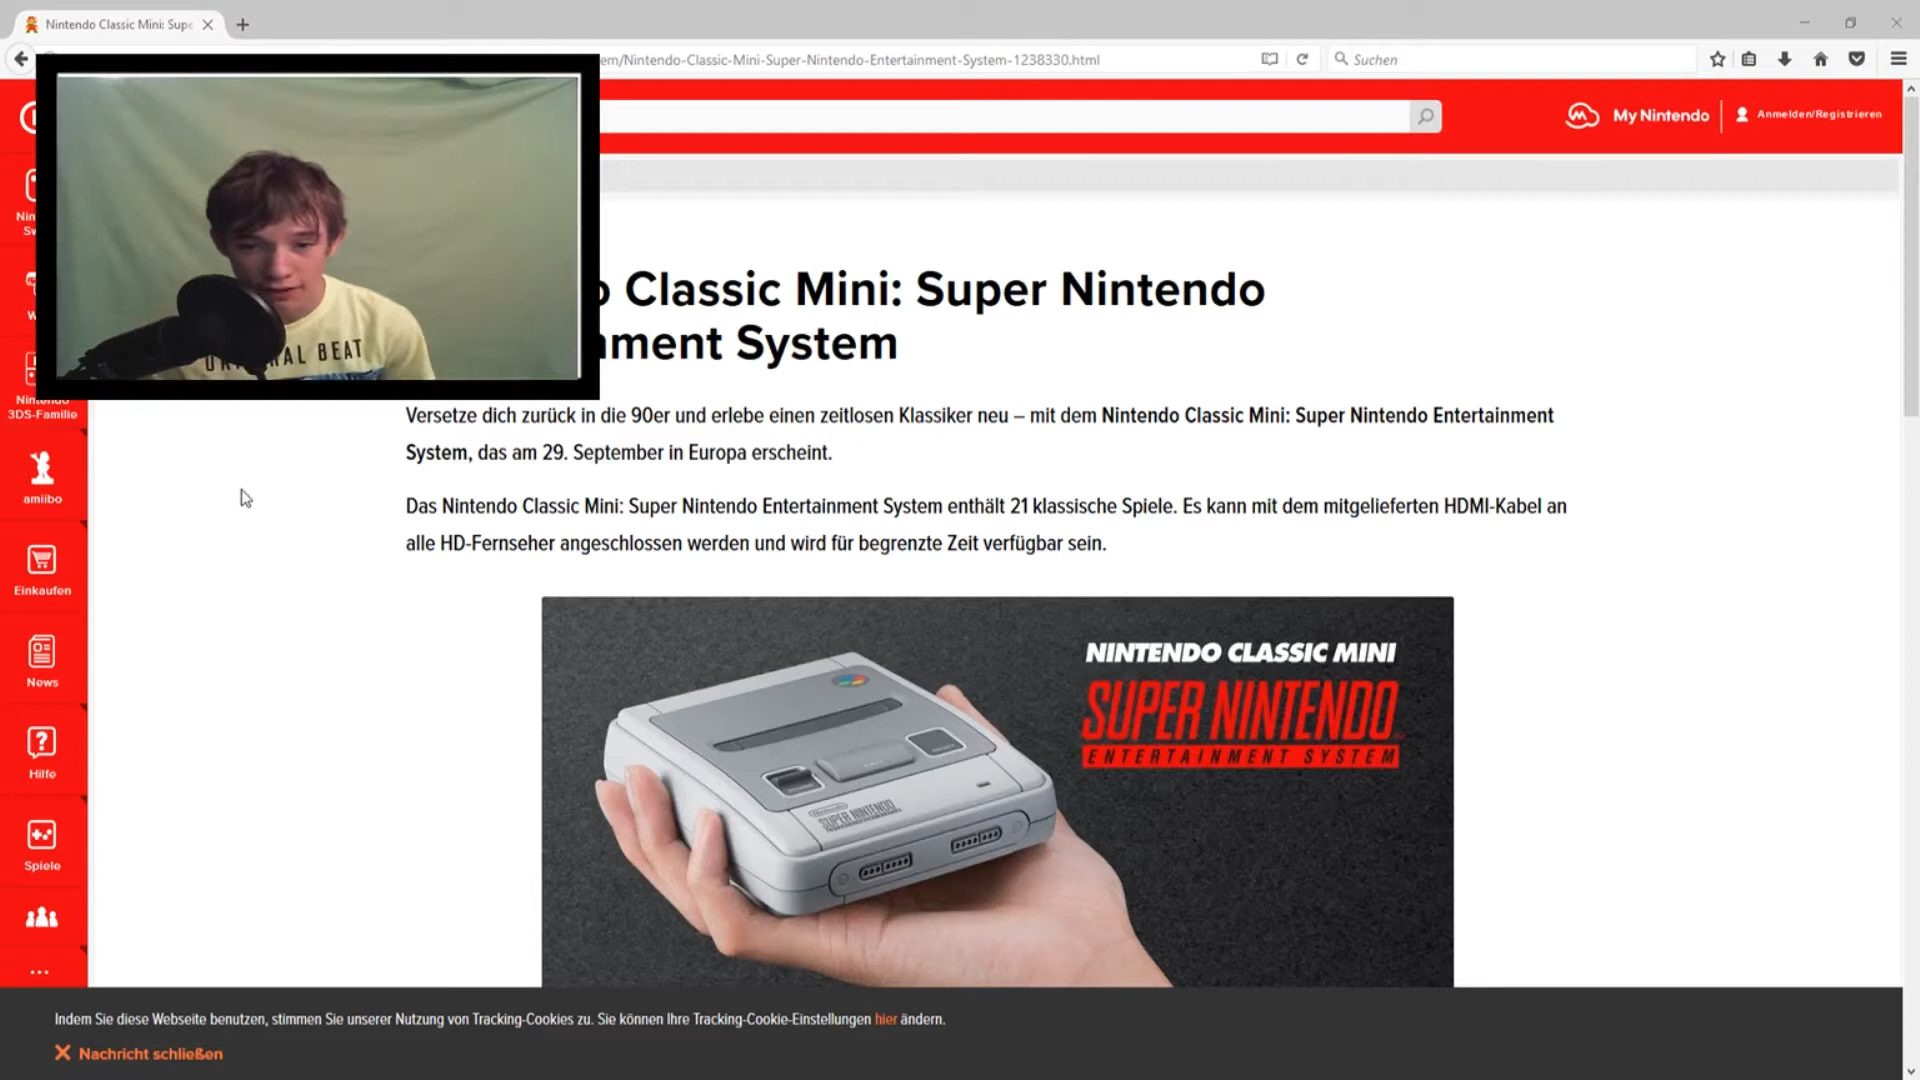 Nintendo Classic Mini: Supe
em/Nintendo-Classic-Mini-Super-Nintendo-Entertainment-System-1238330.html
Suchen
My Nintendo
Anmelden/Registrieren
AL BEAT
Classic Mini: Super Nintendo
nment System
Nintendo
3DS-Familie
Versetze dich zurück in die 90er und erlebe einen zeitlosen Klassiker neu – mit dem Nintendo Classic Mini: Super Nintendo Entertainment
System, das am 29. September in Europa erscheint.
amiibo
Das Nintendo Classic Mini: Super Nintendo Entertainment System enthält 21 klassische Spiele. Es kann mit dem mitgelieferten HDMI-Kabel an
alle HD-Fernseher angeschlossen werden und wird für begrenzte Zeit verfügbar sein.
Einkaufen
News
Hilfe
Spiele
...
NINTENDO CLASSIC MINI
SUPER NINTENDO
ENTERTAINMENT SYSTEM
Nintendo
SUPER NINTENDO
Indem Sie diese Webseite benutzen, stimmen Sie unserer Nutzung von Tracking-Cookies zu. Sie können Ihre Tracking-Cookie-Einstellungen hier ändern.
Nachricht schließen